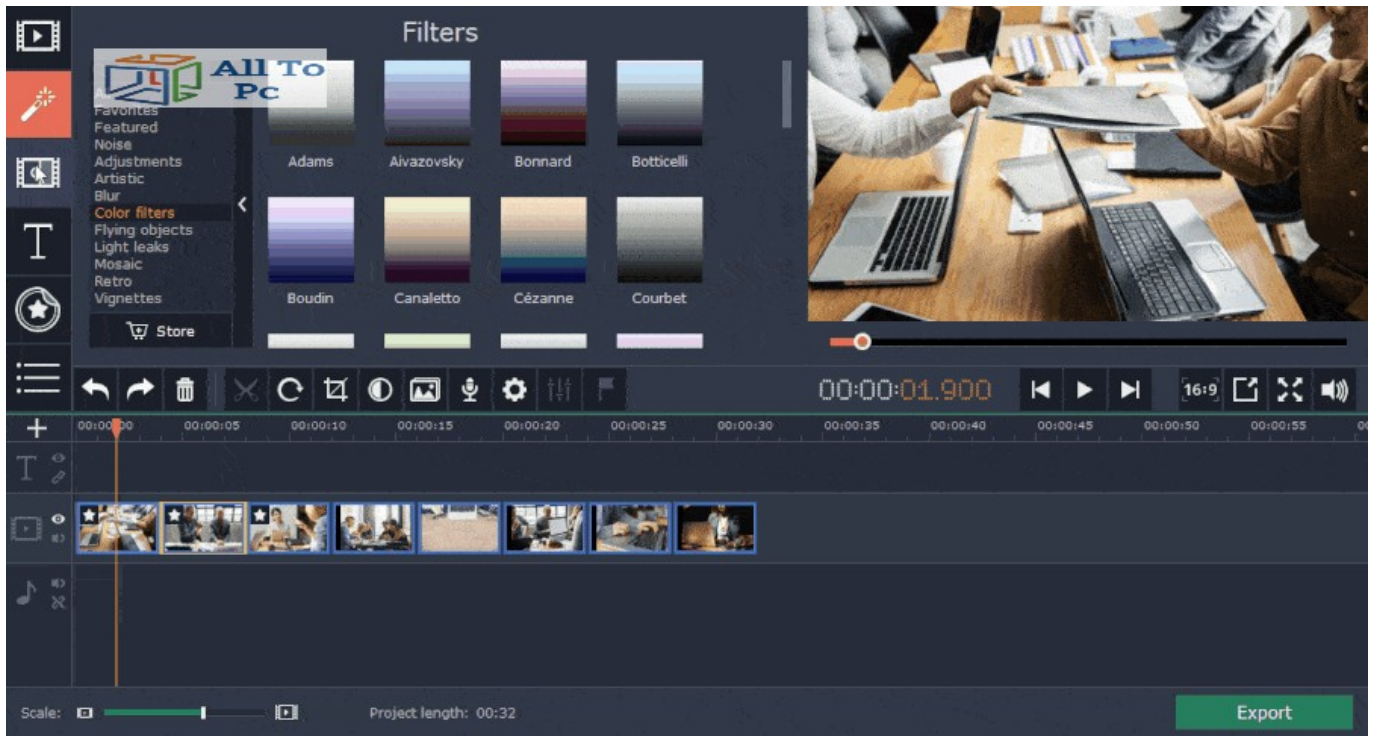 Filters
All To
Pc
Favorites
Featured
Noise
Adjustments
Artistic
Blur
Color filters
Flying objects
Light leaks
Mosaic
Retro
Vignettes
Store
Adams
Aivazovsky
Bonnard
Botticelli
Boudin
Canaletto
Cézanne
Courbet
00:00:01.900
16:9
00:00:00 00:00:05 00:00:10 00:00:15 00:00:20 00:00:25 00:00:30 00:00:35 00:00:40 00:00:45 00:00:50 00:00:55
Scale:
Project length: 00:32
Export